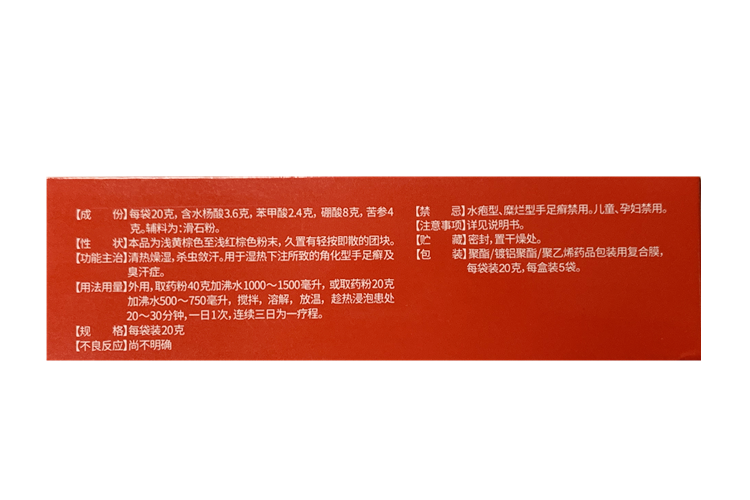 【成 份】每袋20克，含水杨酸3.6克，苯甲酸2.4克，硼酸8克，苦参4
克。辅料为：滑石粉。
【性 状】本品为浅黄棕色至浅红棕色粉末，久置有轻按即散的团块。
【功能主治】清热燥湿，杀虫敛汗。用于湿热下注所致的角化型手足癣及
臭汗症。
【用法用量】外用，取药粉40克加沸水1000～1500毫升，或取药粉20克
加沸水500～750毫升，搅拌，溶解，放温，趁热浸泡患处
20～30分钟，一日1次，连续三日为一疗程。
【规 格】每袋装20克
【不良反应】尚不明确
【禁 忌】水疱型、糜烂型手足癣禁用。儿童、孕妇禁用。
【注意事项】详见说明书。
【贮 藏】密封，置干燥处。
【包 装】聚酯/镀铝聚酯/聚乙烯药品包装用复合膜，
每袋装20克，每盒装5袋。